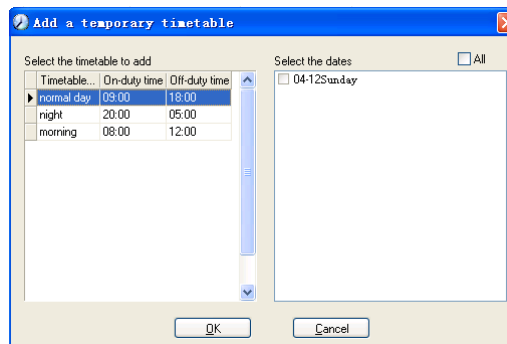 Add a temporary timetable
Select the timetable to add
Timetable... On-duty time Off-duty time
normal day 09:00 18:00
night 20:00 05:00
morning 08:00 12:00
Select the dates All
04-12Sunday
OK Cancel